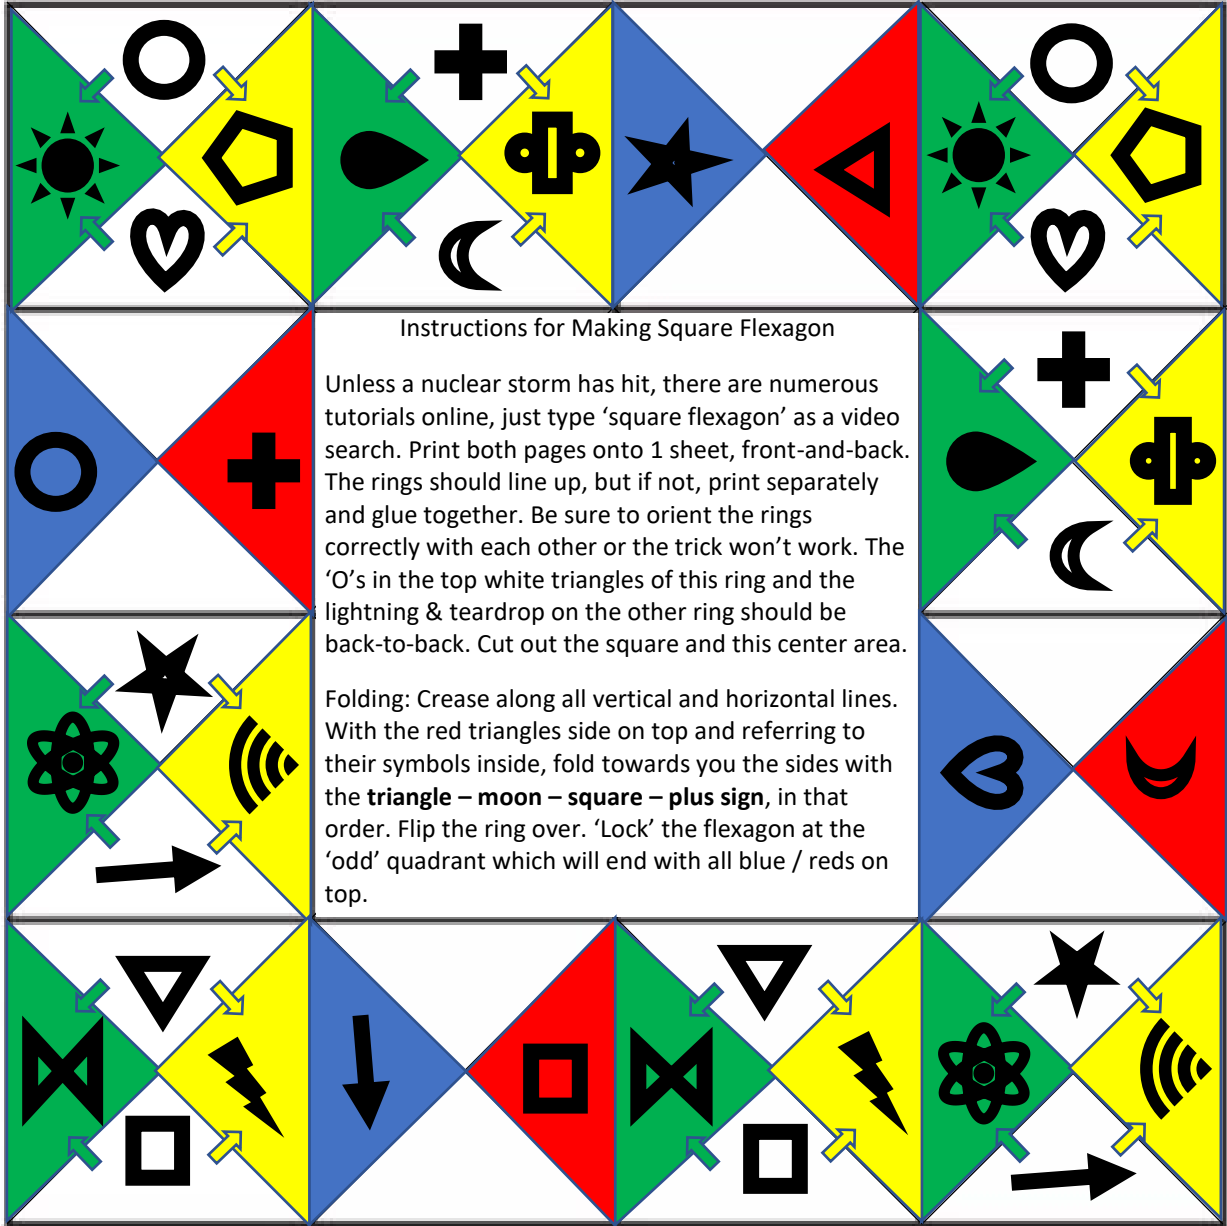 Instructions for Making Square Flexagon
Unless a nuclear storm has hit, there are numerous
tutorials online, just type ‘square flexagon’ as a video
search. Print both pages onto 1 sheet, front-and-back.
The rings should line up, but if not, print separately
and glue together. Be sure to orient the rings
correctly with each other or the trick won’t work. The
‘O’s in the top white triangles of this ring and the
lightning & teardrop on the other ring should be
back-to-back. Cut out the square and this center area.
Folding: Crease along all vertical and horizontal lines.
With the red triangles side on top and referring to
their symbols inside, fold towards you the sides with
the triangle – moon – square – plus sign, in that
order. Flip the ring over. ‘Lock’ the flexagon at the
‘odd’ quadrant which will end with all blue / reds on
top.